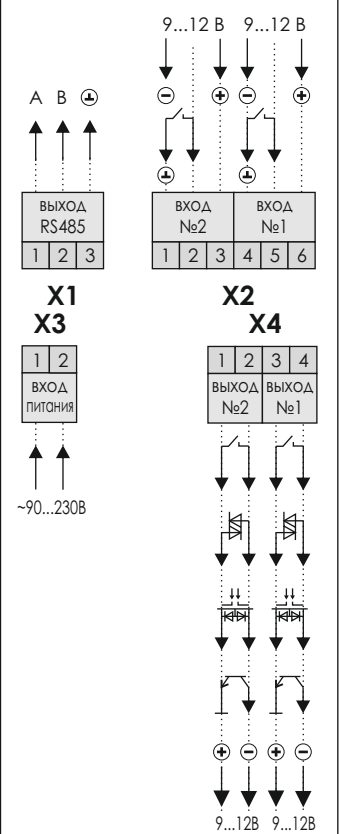 9...12 В 9...12 В
A B
ВЫХОД
RS485
1 2 3
ВХОД ВХОД
№2 №1
1 2 3 4 5 6
X1 X2
X3 X4
1 2
ВХОД
ПИТАНИЯ
~90...230В
1 2 3 4
ВЫХОД ВЫХОД
№2 №1
9...12В 9...12В